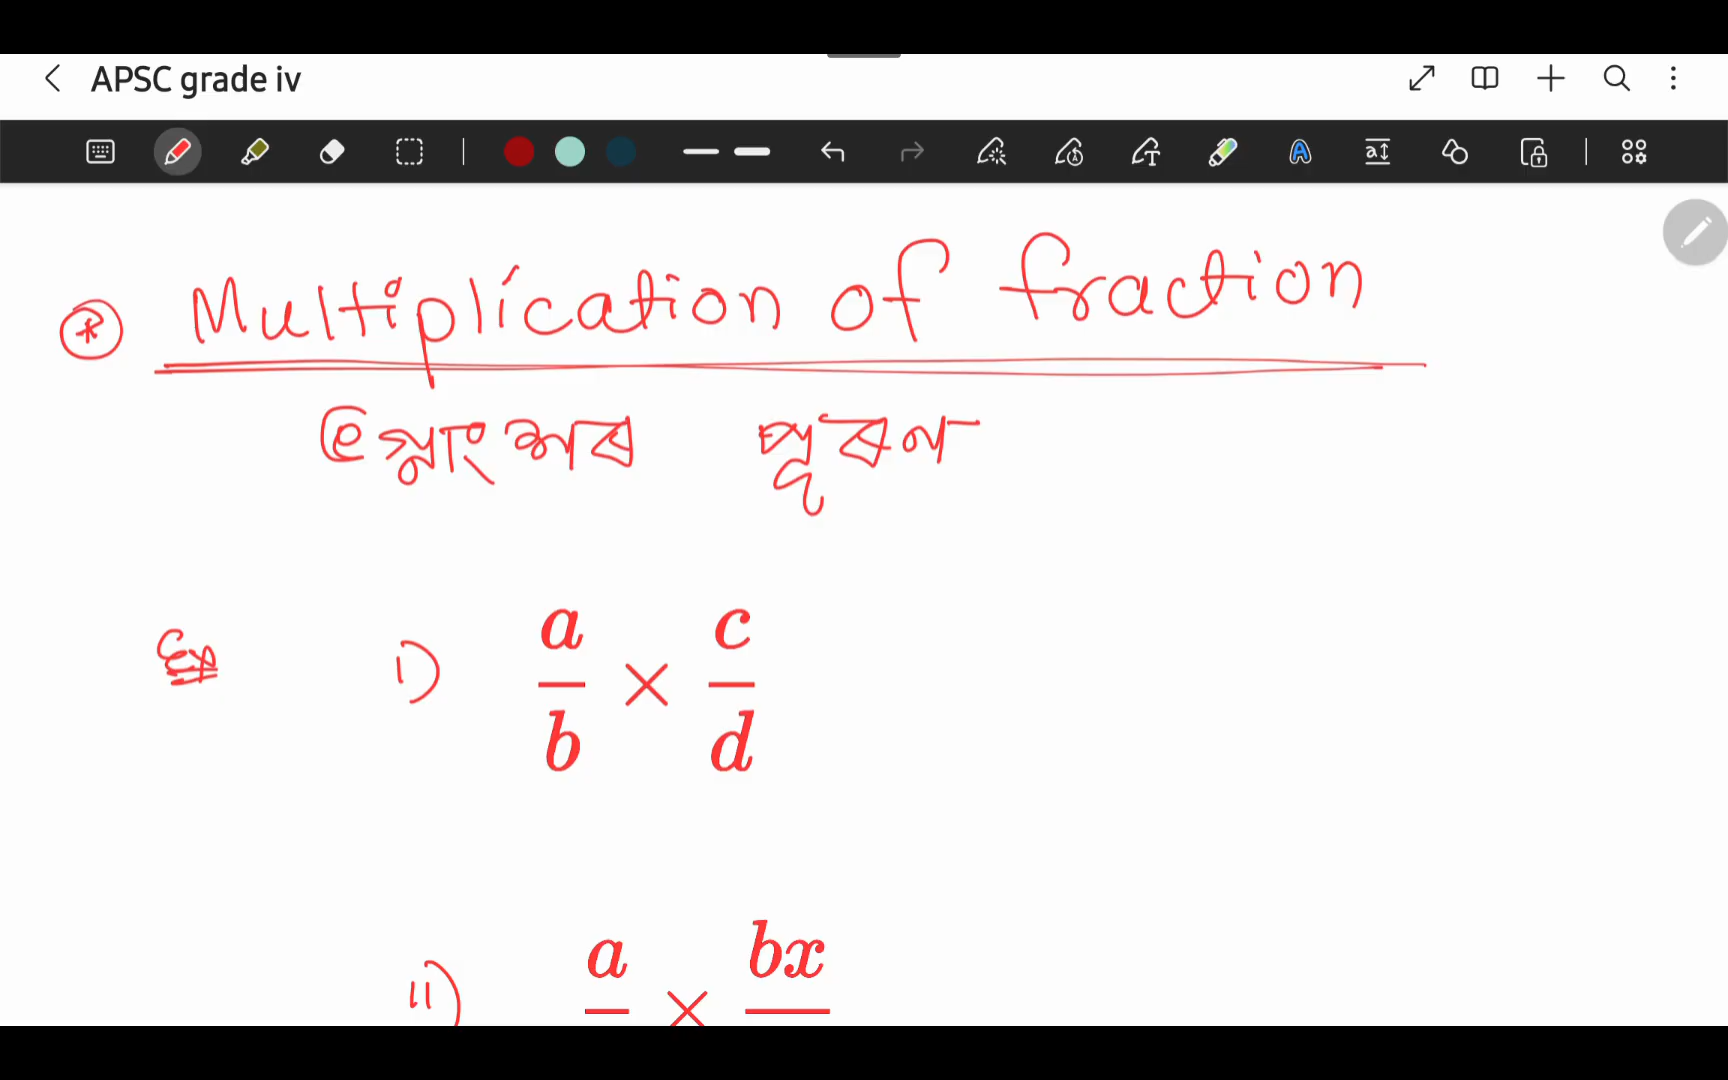 APSC grade iv
Multiplication of fraction
ভগ্নাংশৰ পূৰণ
Ex i) a/b × c/d
ii) a × bx